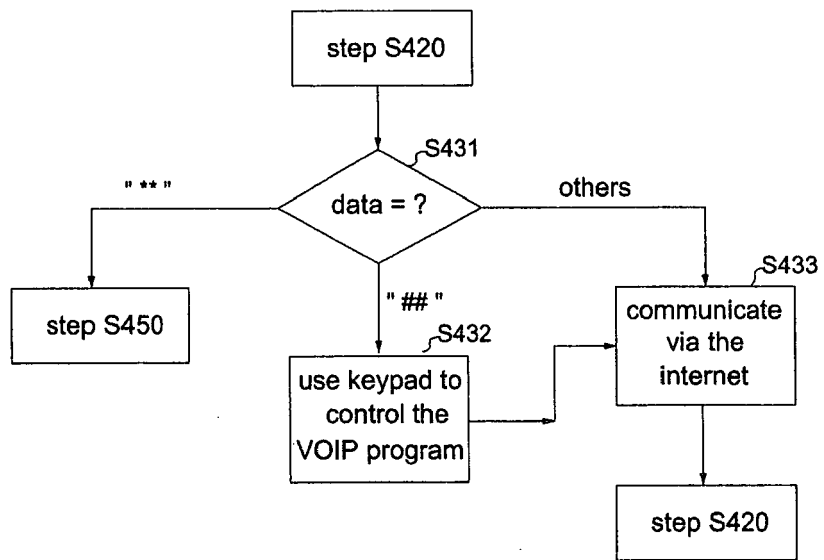 step S420
S431
" ** "
data = ?
others
step S450
" ## "
S432
use keypad to
control the
VOIP program
S433
communicate
via the
internet
step S420